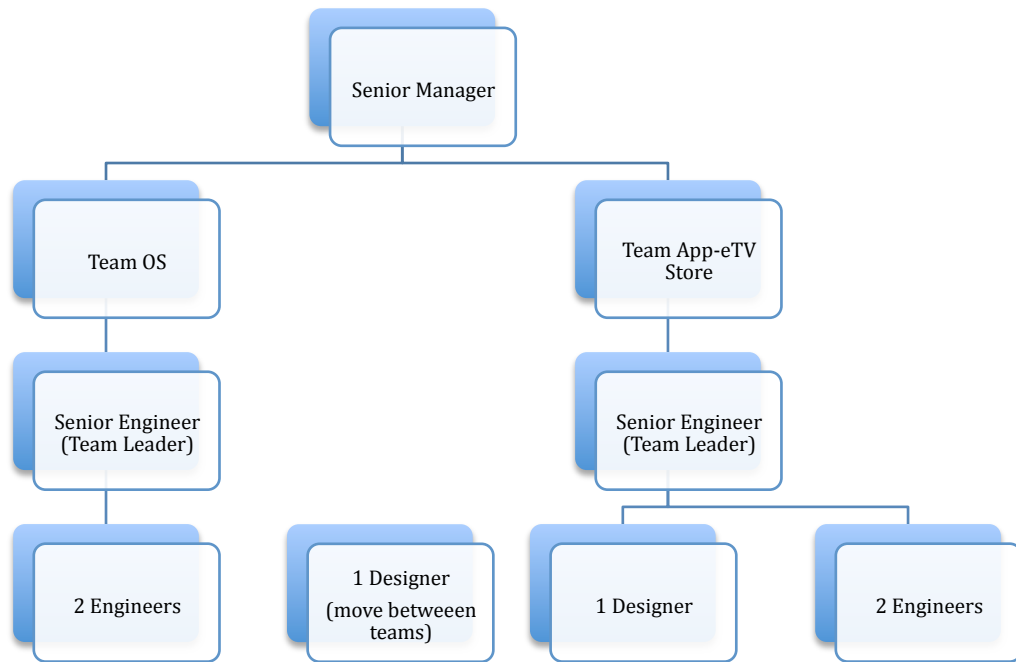 Senior Manager
Team OS
Team App-eTV
Store
Senior Engineer
(Team Leader)
Senior Engineer
(Team Leader)
2 Engineers
1 Designer
(move betweeen
teams)
1 Designer
2 Engineers